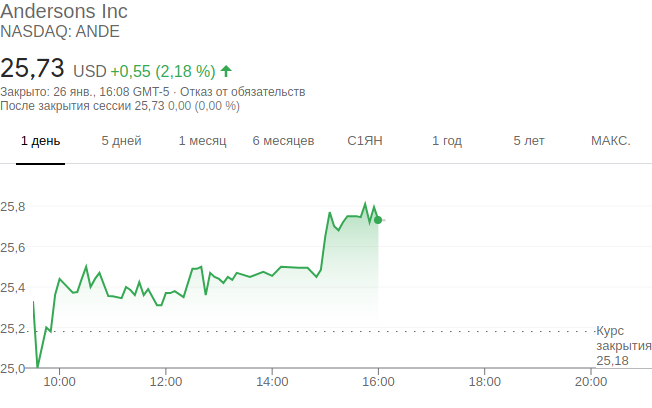 Andersons Inc
NASDAQ: ANDE
25,73 USD +0,55 (2,18 %)
Закрыто: 26 янв., 16:08 GMT-5 · Отказ от обязательств
После закрытия сессии 25,73 0,00 (0,00 %)
1 день 5 дней 1 месяц 6 месяцев С1ЯН 1 год 5 лет МАКС.
25,8
25,6
25,4
25,2
Курс
закрытия
25,18
25,0
10:00 12:00 14:00 16:00 18:00 20:00